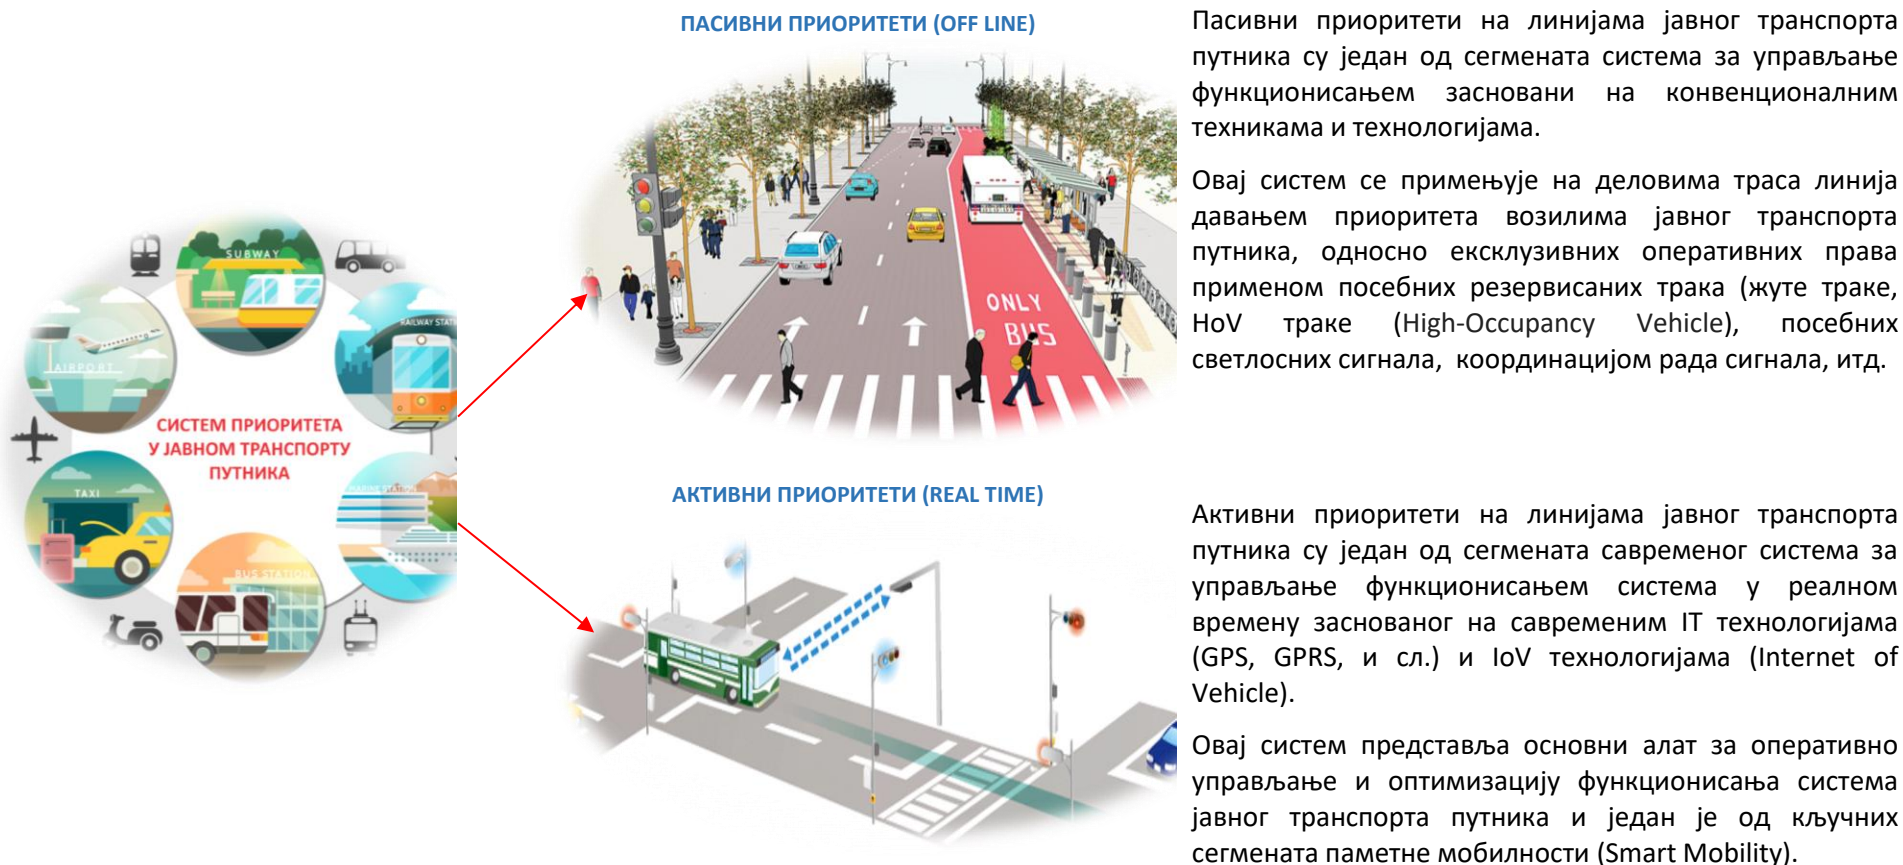 ПАСИВНИ ПРИОРИТЕТИ (OFF LINE)
ONLY
BUS
Пасивни приоритети на линијама јавног транспорта
путника су један од сегмената система за управљање
функционисањем засновани на конвенционалним
техникама и технологијама.
Овај систем се примењује на деловима траса линија
давањем приоритета возилима јавног транспорта
путника, односно ексклузивних оперативних права
применом посебних резервисаних трака (жуте траке,
HoV траке (High-Occupancy Vehicle), посебних
светлосних сигнала, координацијом рада сигнала, итд.
SUBWAY
RAILWAY STATI
AIRPORT
СИСТЕМ ПРИОРИТЕТА
У ЈАВНОМ ТРАНСПОРТУ
ПУТНИКА
TAXI
MARINE STATION
BUS STATION
АКТИВНИ ПРИОРИТЕТИ (REAL TIME)
Активни приоритети на линијама јавног транспорта
путника су један од сегмената савременог система за
управљање функционисањем система у реалном
времену заснованог на савременим IT технологијама
(GPS, GPRS, и сл.) и IoV технологијама (Internet of
Vehicle).
Овај систем представља основни алат за оперативно
управљање и оптимизацију функционисања система
јавног транспорта путника и један је од кључних
сегмената паметне мобилности (Smart Mobility).